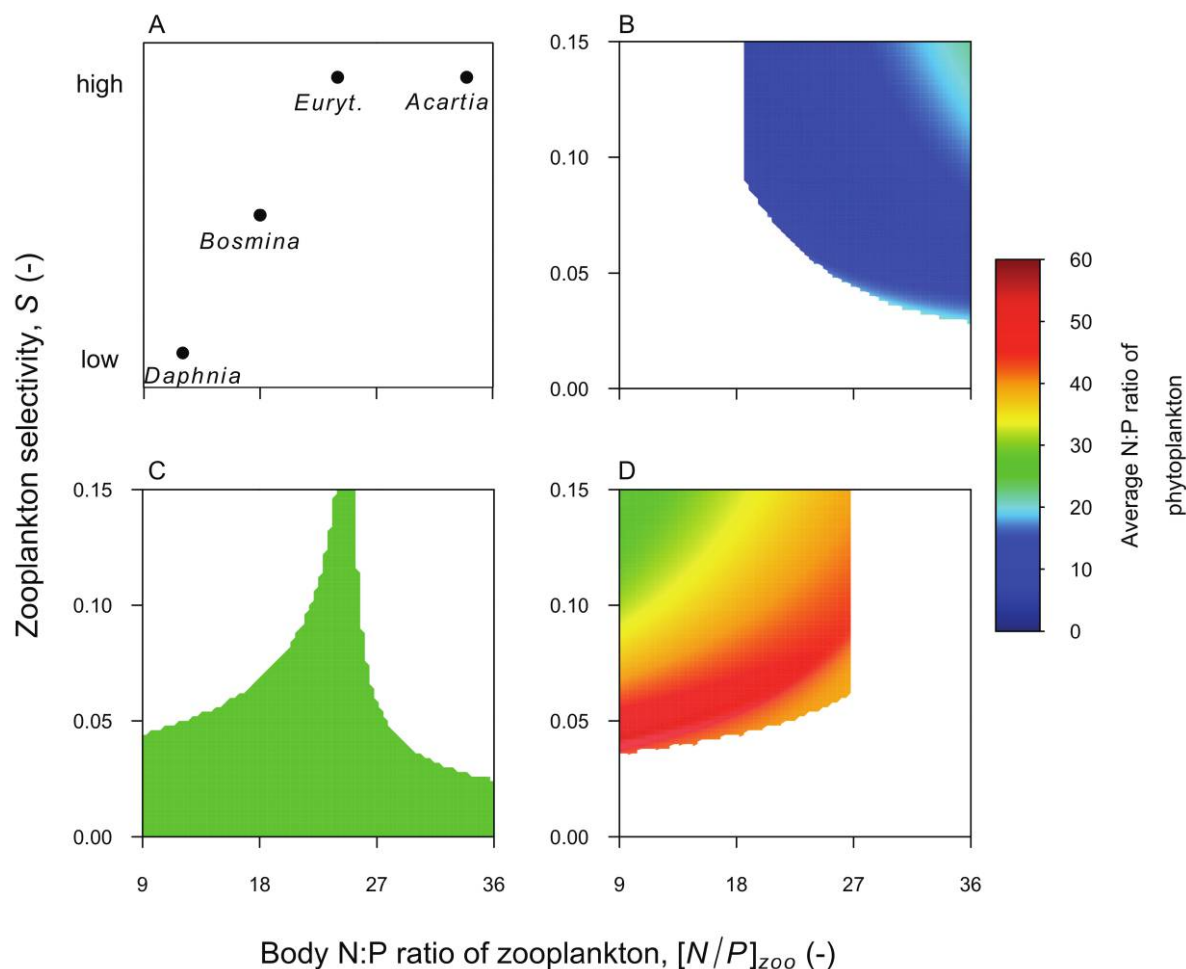 A
high
low
Euryt.
Acartia
Bosmina
Daphnia
B
0.15
0.10
0.05
0.00
60
50
40
30
20
10
0
Average N:P ratio of
phytoplankton
Zooplankton selectivity, S (-)
C
0.15
0.10
0.05
0.00
9
18
27
36
D
0.15
0.10
0.05
0.00
9
18
27
36
Body N:P ratio of zooplankton, [N/P]zoo (-)